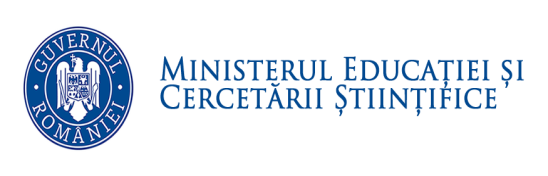 GUVERNUL
ROMÂNIEI
MINISTERUL EDUCAȚIEI ȘI
CERCETĂRII ȘTIINȚIFICE